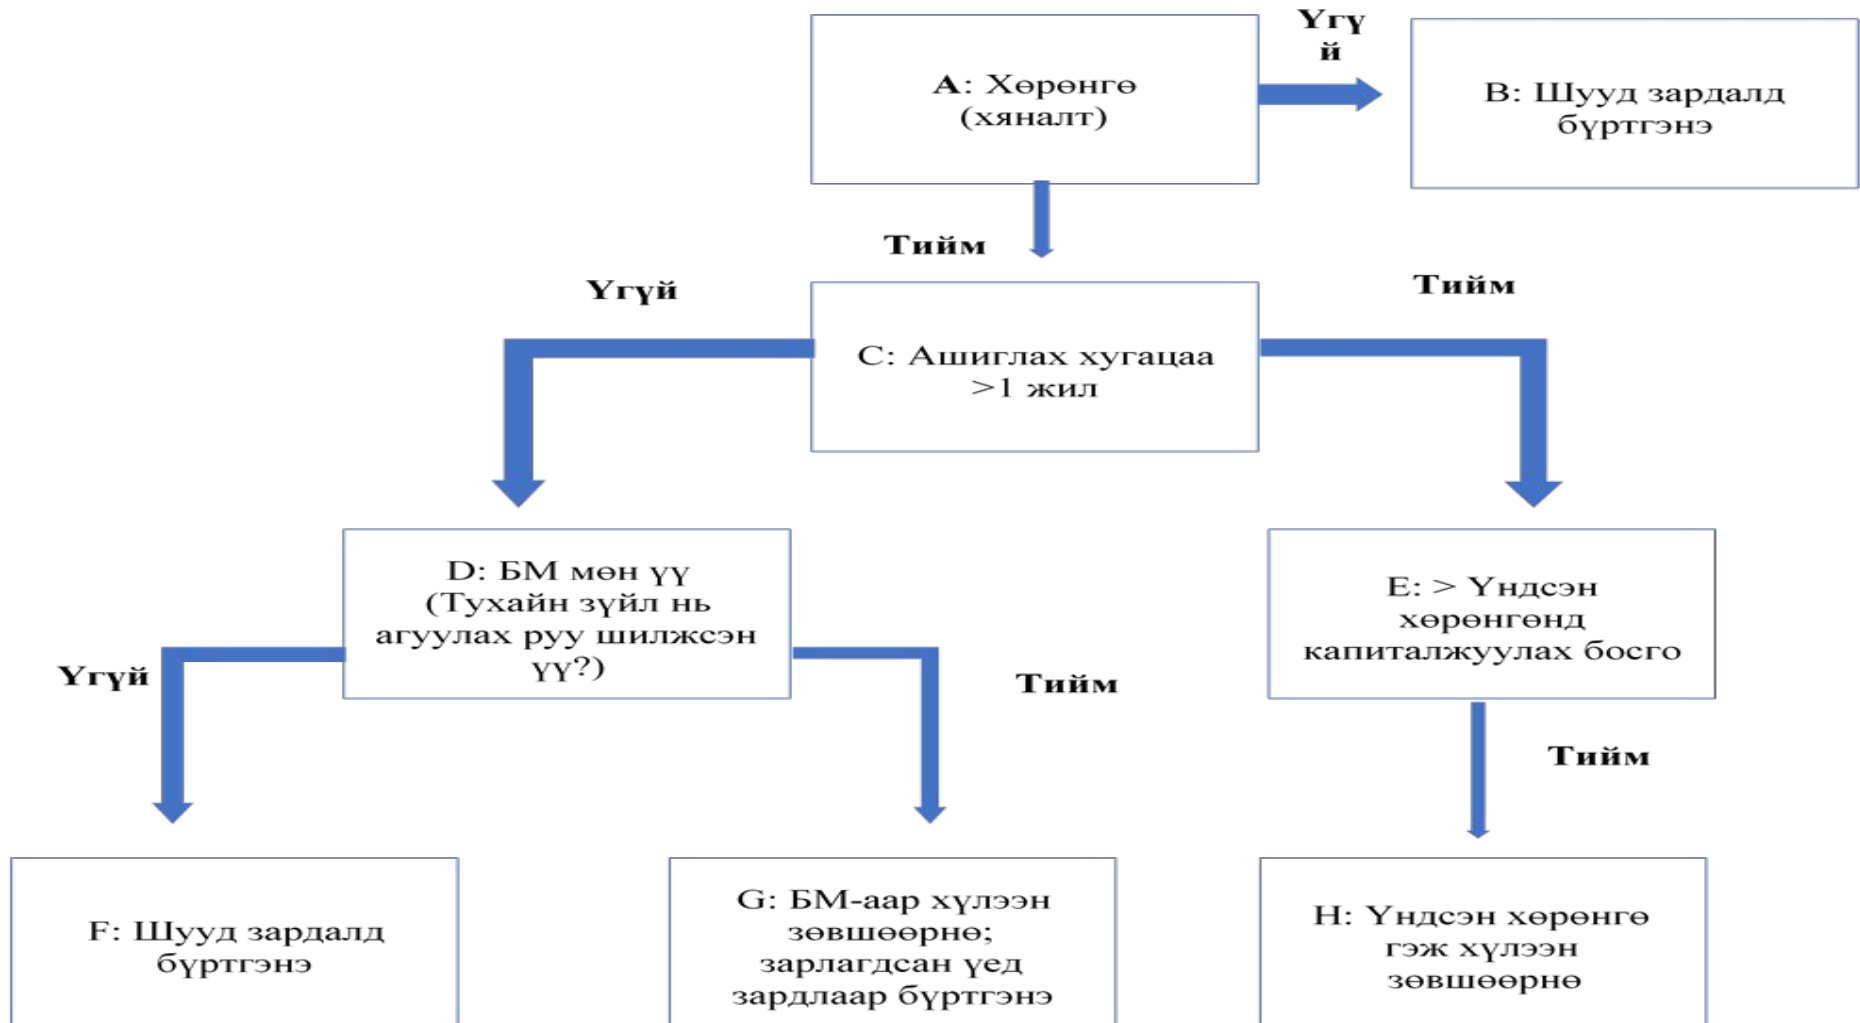 Үгү
й
A: Хөрөнгө
(хяналт)
B: Шууд зардалд
бүртгэнэ
Тийм
Үгүй
Тийм
C: Ашиглах хугацаа
>1 жил
D: БМ мөн үү
(Тухайн зүйл нь
агуулах руу шилжсэн
үү?)
E: > Үндсэн
хөрөнгөнд
капиталжуулах босго
Үгүй
Тийм
Тийм
F: Шууд зардалд
бүртгэнэ
G: БМ-аар хүлээн
зөвшөөрнө;
зарлагдсан үед
зардлаар бүртгэнэ
H: Үндсэн хөрөнгө
гэж хүлээн
зөвшөөрнө